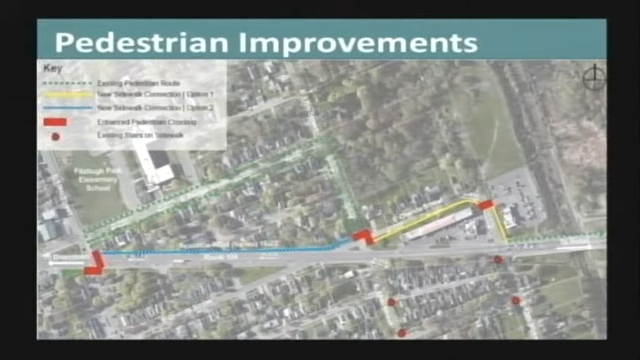 Pedestrian Improvements
Key
Existing Pedestrian Route
New Sidewalk Connection | Option 1
New Sidewalk Connection | Option 2
Enhanced Pedestrian Crossing
Existing Stairs on Sidewalk
Fitzhugh Park
Elementary
School